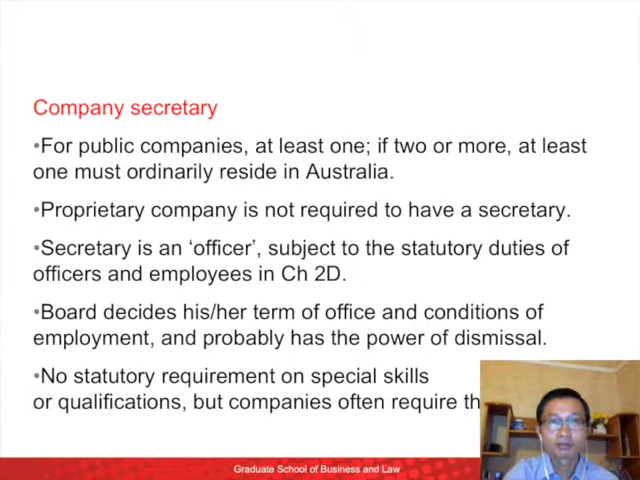 Company secretary
•For public companies, at least one; if two or more, at least
one must ordinarily reside in Australia.
•Proprietary company is not required to have a secretary.
•Secretary is an ‘officer’, subject to the statutory duties of
officers and employees in Ch 2D.
•Board decides his/her term of office and conditions of
employment, and probably has the power of dismissal.
•No statutory requirement on special skills
or qualifications, but companies often require
Graduate School of Business and Law